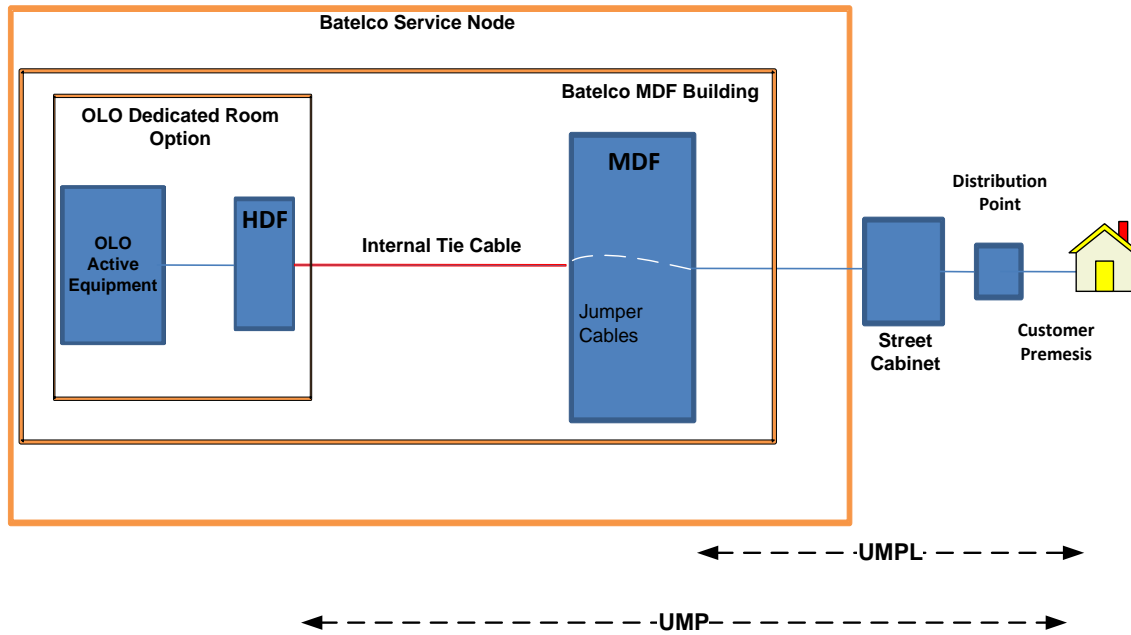 Batelco Service Node
Batelco MDF Building
OLO Dedicated Room
Option
OLO
Active
Equipment
HDF
Internal Tie Cable
MDF
Jumper
Cables
Street
Cabinet
Distribution
Point
Customer
Premesis
UMPL
UMP